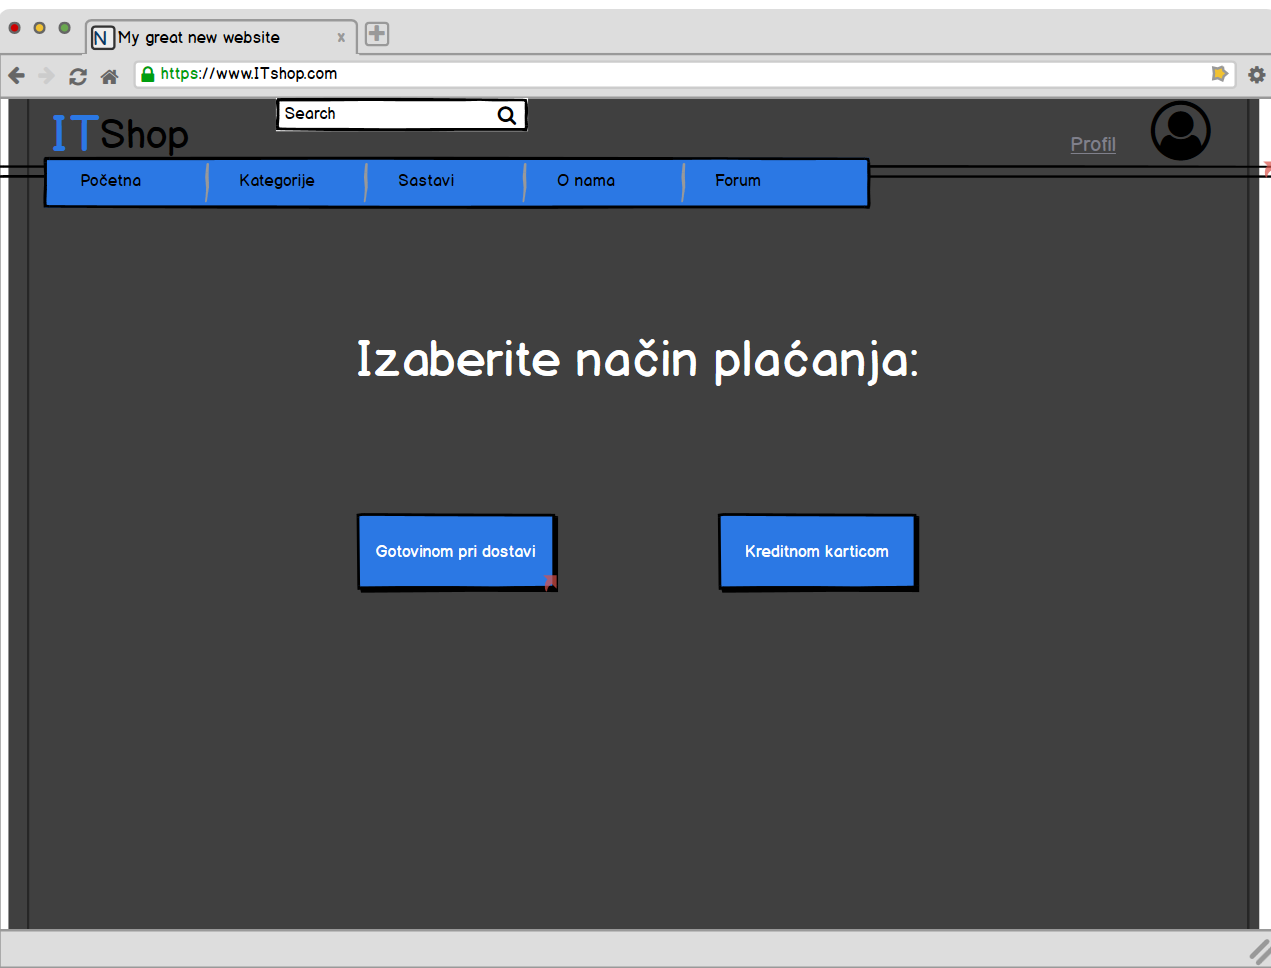 N My great new website x
https://www.ITshop.com
Search
ITShop
Profil
Početna Kategorije Sastavi O nama Forum
Izaberite način plaćanja:
Gotovinom pri dostavi Kreditnom karticom